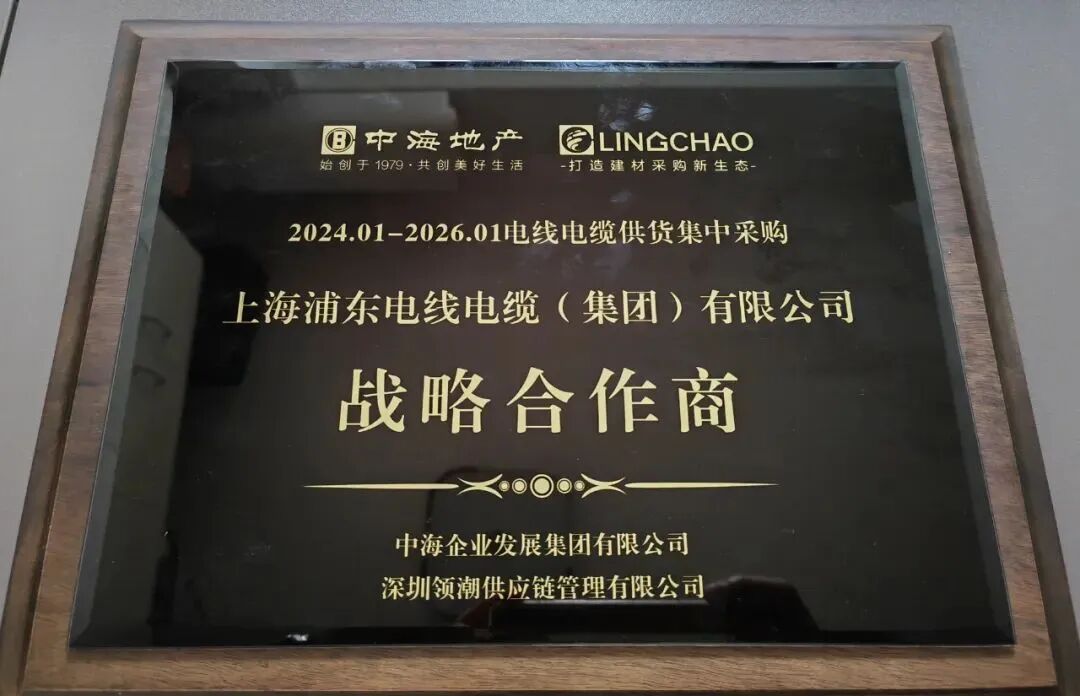 中海地产 LINGCHAO
始创于1979·共创美好生活 -打造建材采购新生态-
2024.01-2026.01电线电缆供货集中采购
上海浦东电线电缆（集团）有限公司
战略合作商
中海企业发展集团有限公司
深圳领潮供应链管理有限公司